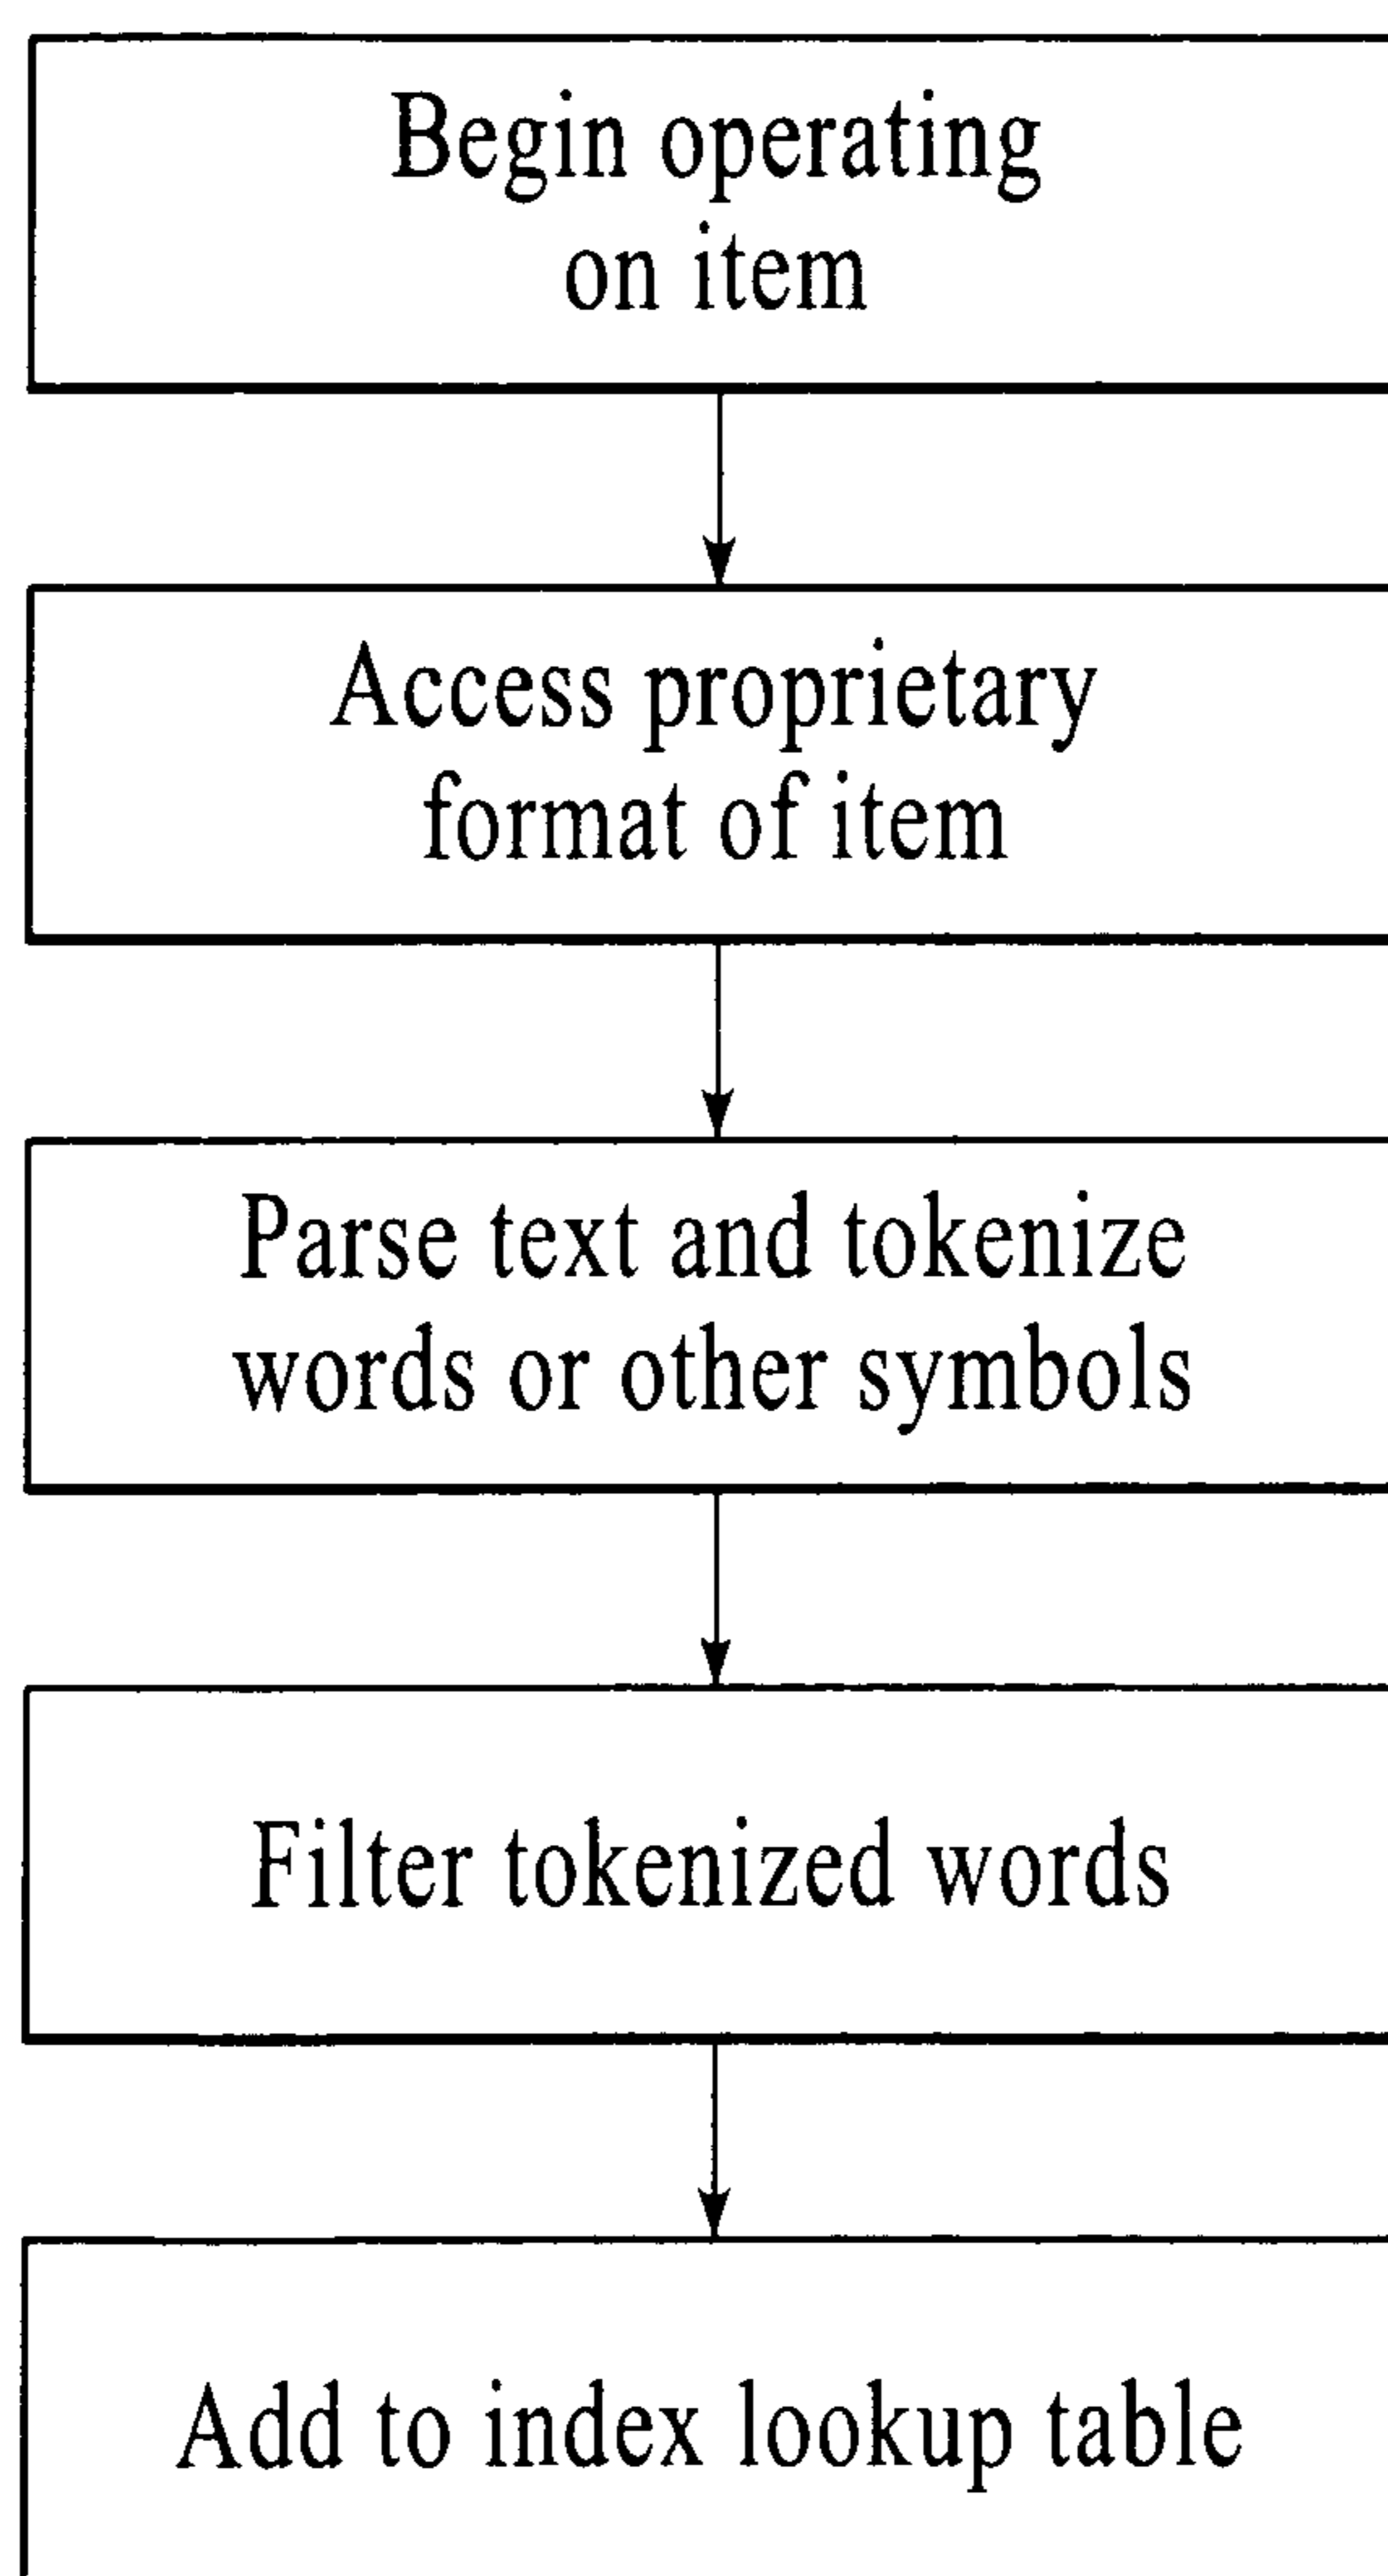 Begin operating
on item
Access proprietary
format of item
Parse text and tokenize
words or other symbols
Filter tokenized words
Add to index lookup table